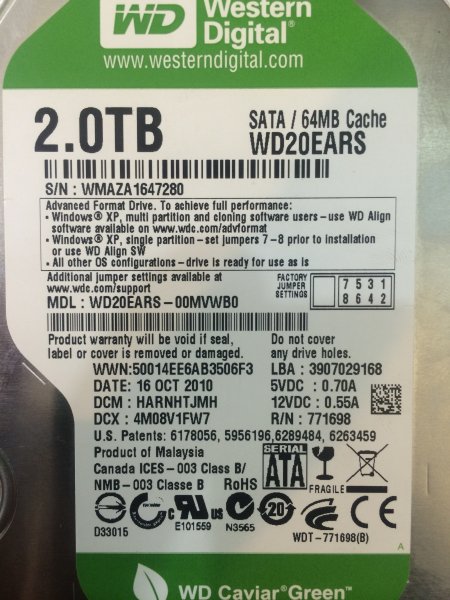 WD Western
Digital®
www.westerndigital.com
2.0TB
SATA / 64MB Cache
WD20EARS
S/N : WMAZA1647280
Advanced Format Drive. To achieve full performance:
• Windows® XP, multi partition and cloning software users - use WD Align
software available on www.wdc.com/advformat
• Windows® XP, single partition - set jumpers 7-8 prior to installation
or use WD Align SW
• All other OS configurations - drive is ready for use as is
Additional jumper settings available at
www.wdc.com/support
FACTORY
JUMPER
SETTINGS
7 5 3 1
8 6 4 2
MDL : WD20EARS-00MVWB0
Product warranty will be void if seal,
label or cover is removed or damaged.
Do not cover
any drive holes.
WWN:50014EE6AB3506F3
LBA : 3907029168
DATE: 16 OCT 2010
5VDC : 0.70A
DCM : HARNHTJMH
12VDC : 0.55A
DCX : 4M08V1FW7
R/N : 771698
U.S. Patents: 6178056, 5956196,6289484, 6263459
Product of Malaysia
Canada ICES-003 Class B/
NMB-003 Classe B
RoHS
SERIAL
ATA
FRAGILE
D33015
c US
E101559
N3565
20
CE
WDT-771698(B)
A
WD Caviar® Green™